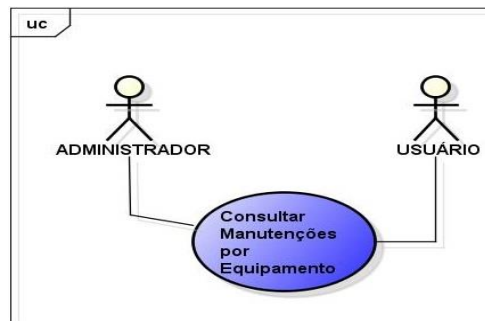 uc
ADMINISTRADOR
USUÁRIO
Consultar
Manutenções
por
Equipamento